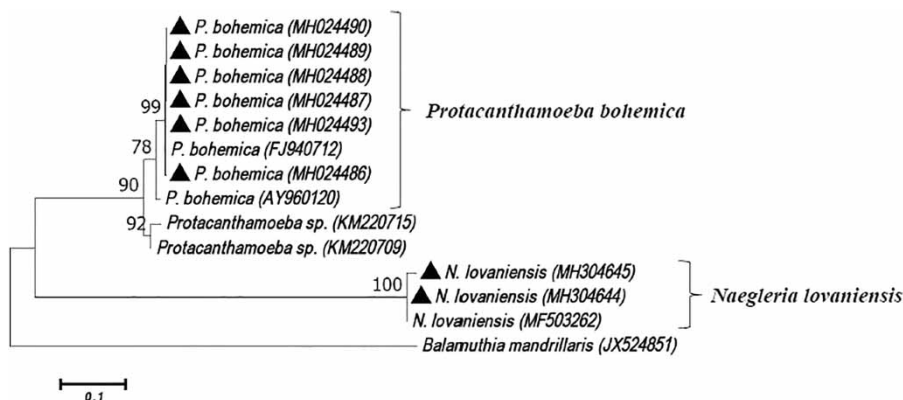 P. bohemica (MH024490)
P. bohemica (MH024489)
P. bohemica (MH024488)
P. bohemica (MH024487)
99
P. bohemica (MH024493)
Protacanthamoeba bohemica
78
P. bohemica (FJ940712)
P. bohemica (MH024486)
90
P. bohemica (AY960120)
92
Protacanthamoeba sp. (KM220715)
Protacanthamoeba sp. (KM220709)
N. lovaniensis (MH304645)
100
N. lovaniensis (MH304644)
Naegleria lovaniensis
N. lovaniensis (MF503262)
Balamuthia mandrillaris (JX524851)
0.1